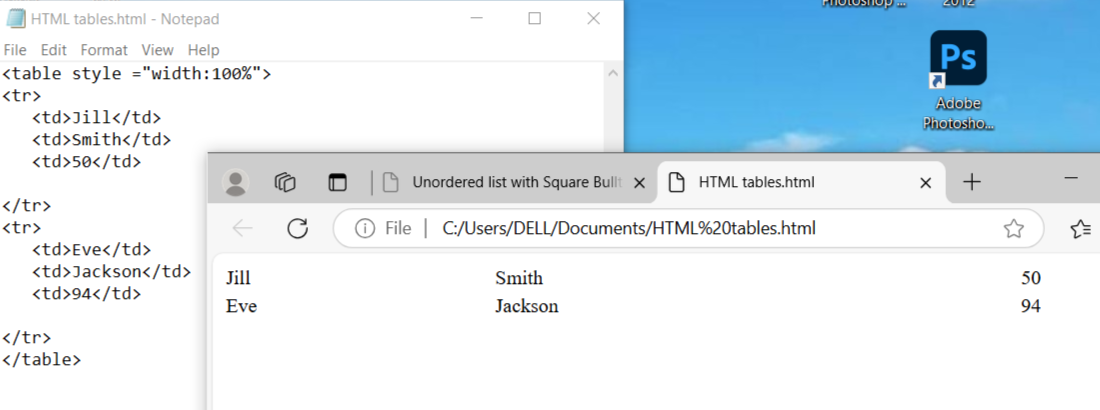 HTML tables.html - Notepad
File Edit Format View Help
<table style ="width:100%">
<tr>
<td>Jill</td>
<td>Smith</td>
<td>50</td>
</tr>
<tr>
<td>Eve</td>
<td>Jackson</td>
<td>94</td>
</tr>
</table>
Photoshop ... 2012
Ps
Adobe
Photosho...
Unordered list with Square Bullt
HTML tables.html
File | C:/Users/DELL/Documents/HTML%20tables.html
Jill Smith 50
Eve Jackson 94